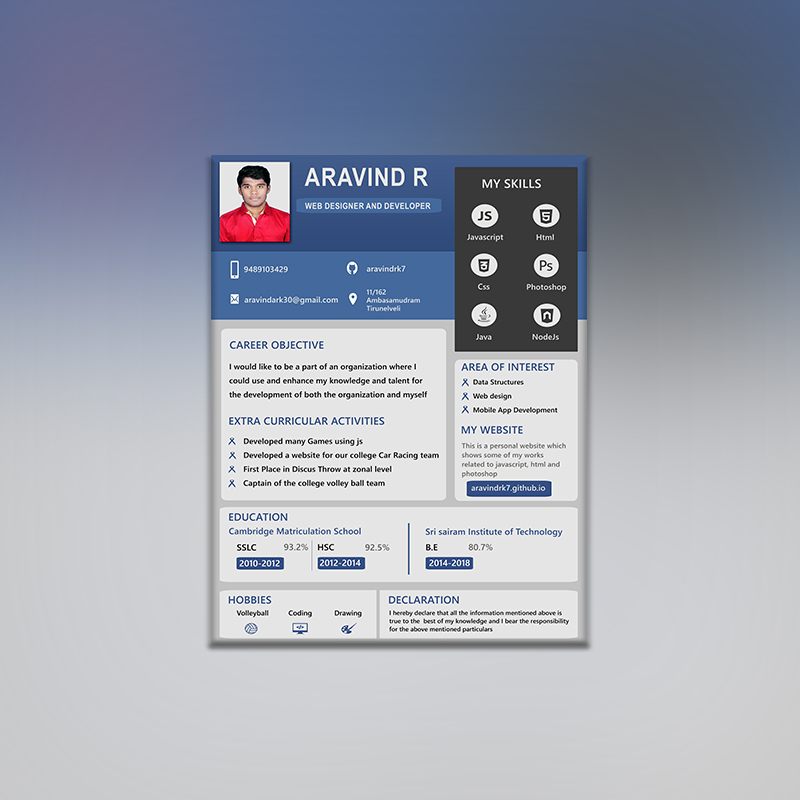 ARAVIND R
WEB DESIGNER AND DEVELOPER
9489103429
aravindrk7
aravindark30@gmail.com
11/162
Ambasamudram
Tirunelveli
MY SKILLS
JS
Javascript
Html
Css
Ps
Photoshop
Java
NodeJs
CAREER OBJECTIVE
I would like to be a part of an organization where I
could use and enhance my knowledge and talent for
the development of both the organization and myself
EXTRA CURRICULAR ACTIVITIES
Developed many Games using js
Developed a website for our college Car Racing team
First Place in Discus Throw at zonal level
Captain of the college volley ball team
AREA OF INTEREST
Data Structures
Web design
Mobile App Development
MY WEBSITE
This is a personal website which
shows some of my works
related to javascript, html and
photoshop
aravindrk7.github.io
EDUCATION
Cambridge Matriculation School
SSLC 93.2%
2010-2012
HSC 92.5%
2012-2014
Sri sairam Institute of Technology
B.E 80.7%
2014-2018
HOBBIES
Volleyball Coding Drawing
DECLARATION
I hereby declare that all the information mentioned above is
true to the best of my knowledge and I bear the responsibility
for the above mentioned particulars